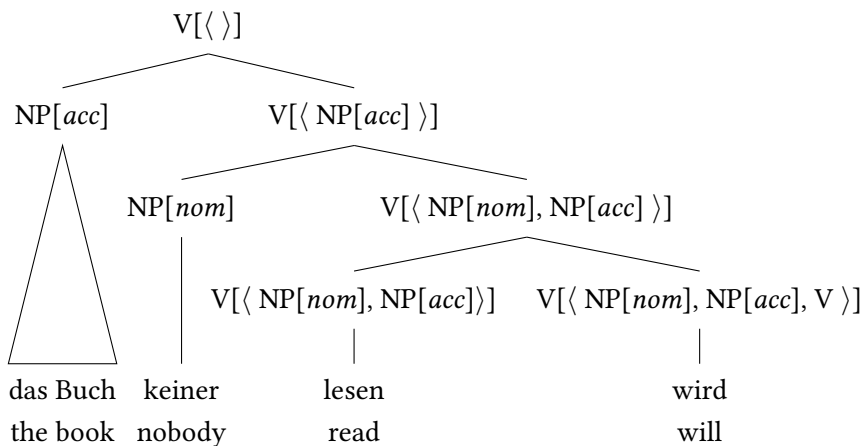 V[⟨ ⟩]
NP[acc] V[⟨ NP[acc] ⟩]
NP[nom] V[⟨ NP[nom], NP[acc] ⟩]
V[⟨ NP[nom], NP[acc]⟩] V[⟨ NP[nom], NP[acc], V ⟩]
das Buch keiner lesen wird
the book nobody read will